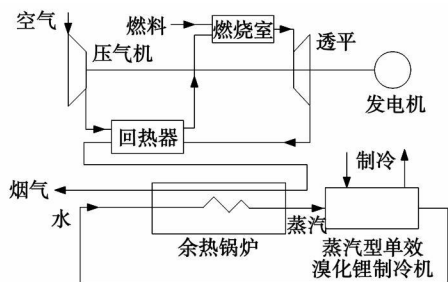 空气
燃料
燃烧室
透平
压气机
发电机
回热器
制冷
烟气
水
蒸汽
余热锅炉
蒸汽型单效
溴化锂制冷机